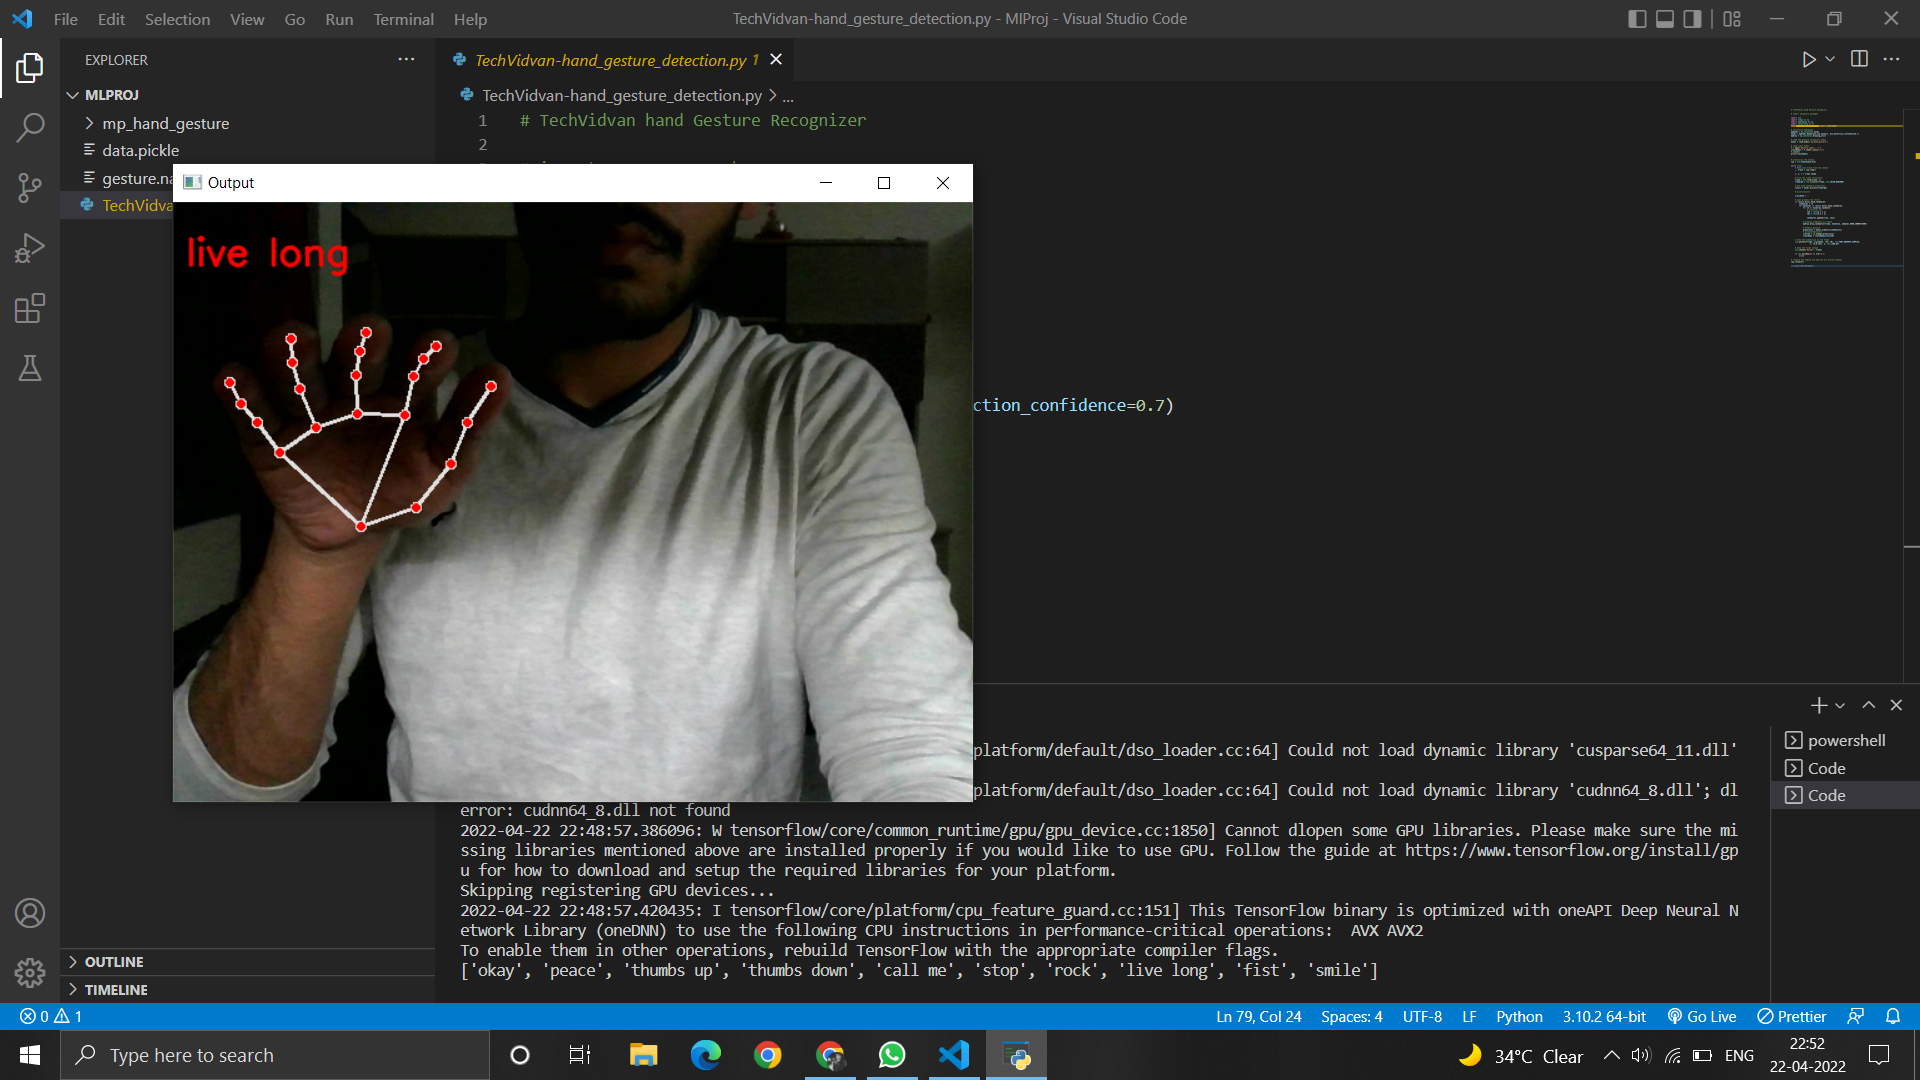 File Edit Selection View Go Run Terminal Help
TechVidvan-hand_gesture_detection.py - MlProj - Visual Studio Code
EXPLORER
MLPROJ
mp_hand_gesture
data.pickle
gesture.na
TechVidva
TechVidvan-hand_gesture_detection.py 1
TechVidvan-hand_gesture_detection.py > ...
1 # TechVidvan hand Gesture Recognizer
2
Output
live long
ction_confidence=0.7)
platform/default/dso_loader.cc:64] Could not load dynamic library 'cusparse64_11.dll'
platform/default/dso_loader.cc:64] Could not load dynamic library 'cudnn64_8.dll'; dl
error: cudnn64_8.dll not found
2022-04-22 22:48:57.386096: W tensorflow/core/common_runtime/gpu/gpu_device.cc:1850] Cannot dlopen some GPU libraries. Please make sure the mi
ssing libraries mentioned above are installed properly if you would like to use GPU. Follow the guide at https://www.tensorflow.org/install/gp
u for how to download and setup the required libraries for your platform.
Skipping registering GPU devices...
2022-04-22 22:48:57.420435: I tensorflow/core/platform/cpu_feature_guard.cc:151] This TensorFlow binary is optimized with oneAPI Deep Neural N
etwork Library (oneDNN) to use the following CPU instructions in performance-critical operations:  AVX AVX2
To enable them in other operations, rebuild TensorFlow with the appropriate compiler flags.
['okay', 'peace', 'thumbs up', 'thumbs down', 'call me', 'stop', 'rock', 'live long', 'fist', 'smile']
powershell
Code
Code
OUTLINE
TIMELINE
0 1
Ln 79, Col 24 Spaces: 4 UTF-8 LF Python 3.10.2 64-bit Go Live Prettier
Type here to search
34°C Clear
ENG
22:52
22-04-2022